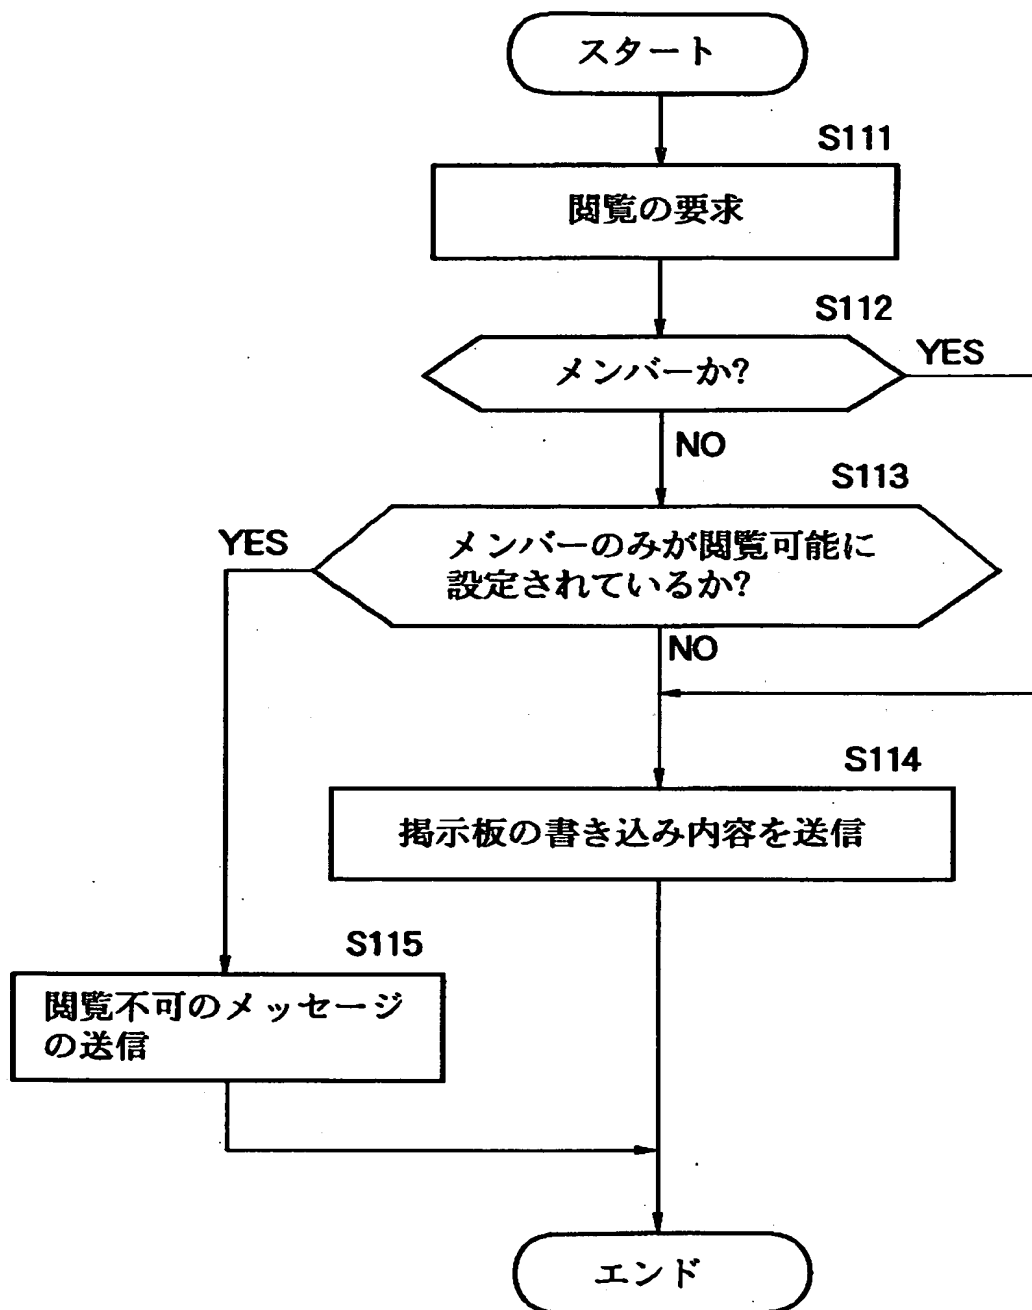 スタート
S111
閲覧の要求
S112
メンバーか?
YES
NO
S113
メンバーのみが閲覧可能に
設定されているか?
YES
NO
S114
掲示板の書き込み内容を送信
S115
閲覧不可のメッセージ
の送信
エンド